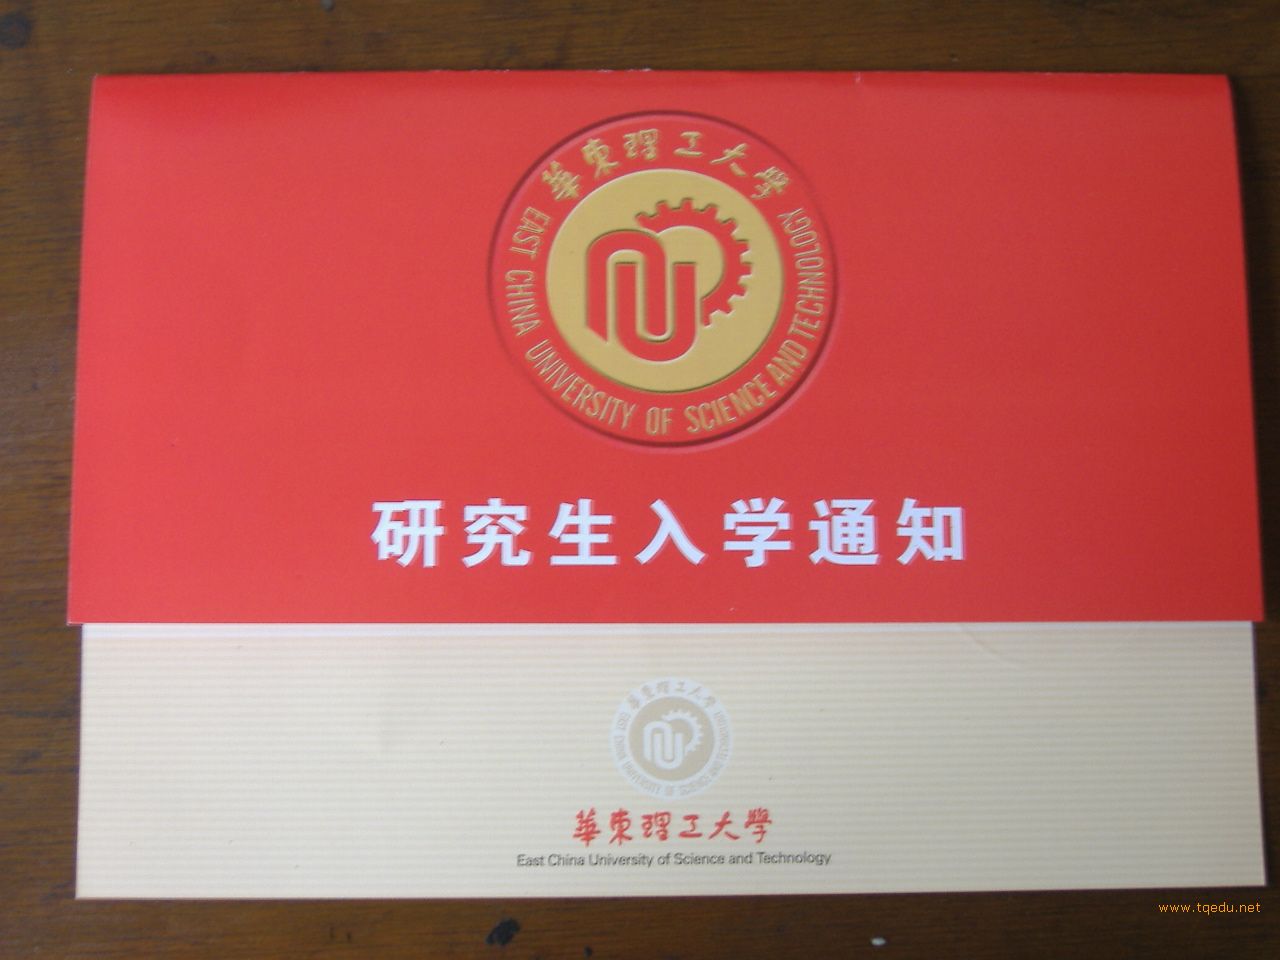 華東理工大學
EAST CHINA UNIVERSITY OF SCIENCE AND TECHNOLOGY
研究生入学通知
華東理工大學
EAST CHINA UNIVERSITY OF SCIENCE AND TECHNOLOGY
華東理工大學
East China University of Science and Technology
www.tqedu.net